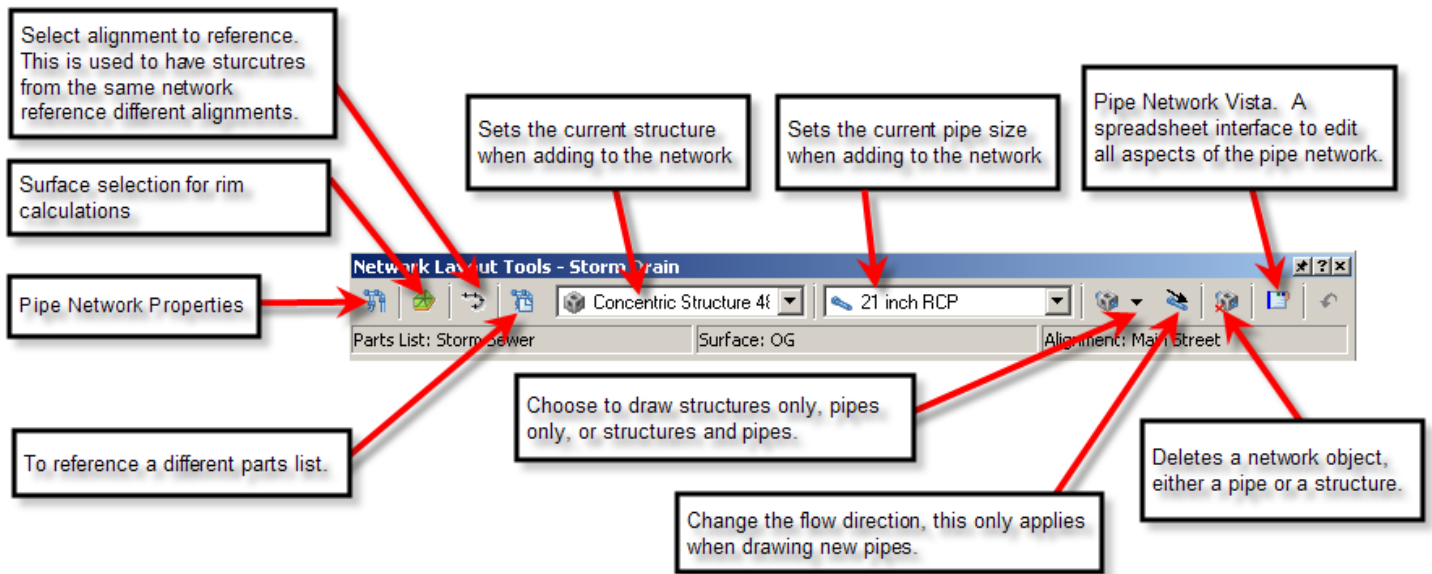 Select alignment to reference.
This is used to have sturcutres
from the same network
reference different alignments.
Sets the current structure
when adding to the network
Sets the current pipe size
when adding to the network
Pipe Network Vista. A
spreadsheet interface to edit
all aspects of the pipe network.
Surface selection for rim
calculations
Pipe Network Properties
Network Layout Tools - Storm Drain
Concentric Structure 48
21 inch RCP
Parts List: Storm Sewer
Surface: OG
Alignment: Main Street
To reference a different parts list.
Choose to draw structures only, pipes
only, or structures and pipes.
Change the flow direction, this only applies
when drawing new pipes.
Deletes a network object,
either a pipe or a structure.